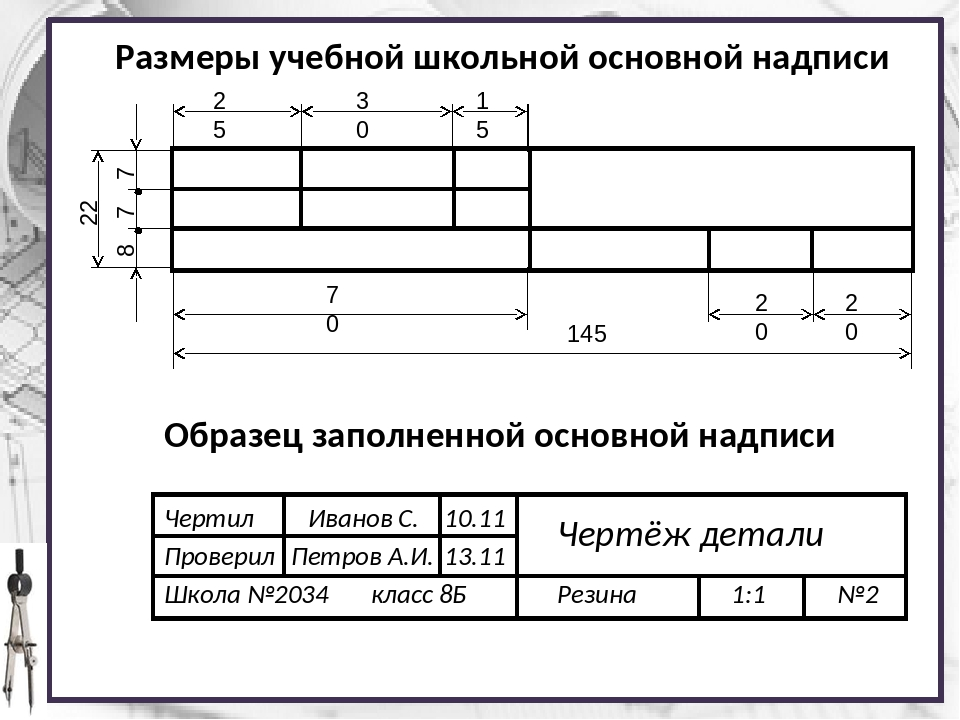 Размеры учебной школьной основной надписи
2 3 1
5 0 5
7
7
22
8
7 2 2
0 0 0
145
Образец заполненной основной надписи
Чертил Иванов С. 10.11
Чертёж детали
Проверил Петров А.И. 13.11
Школа №2034 класс 8Б Резина 1:1 №2